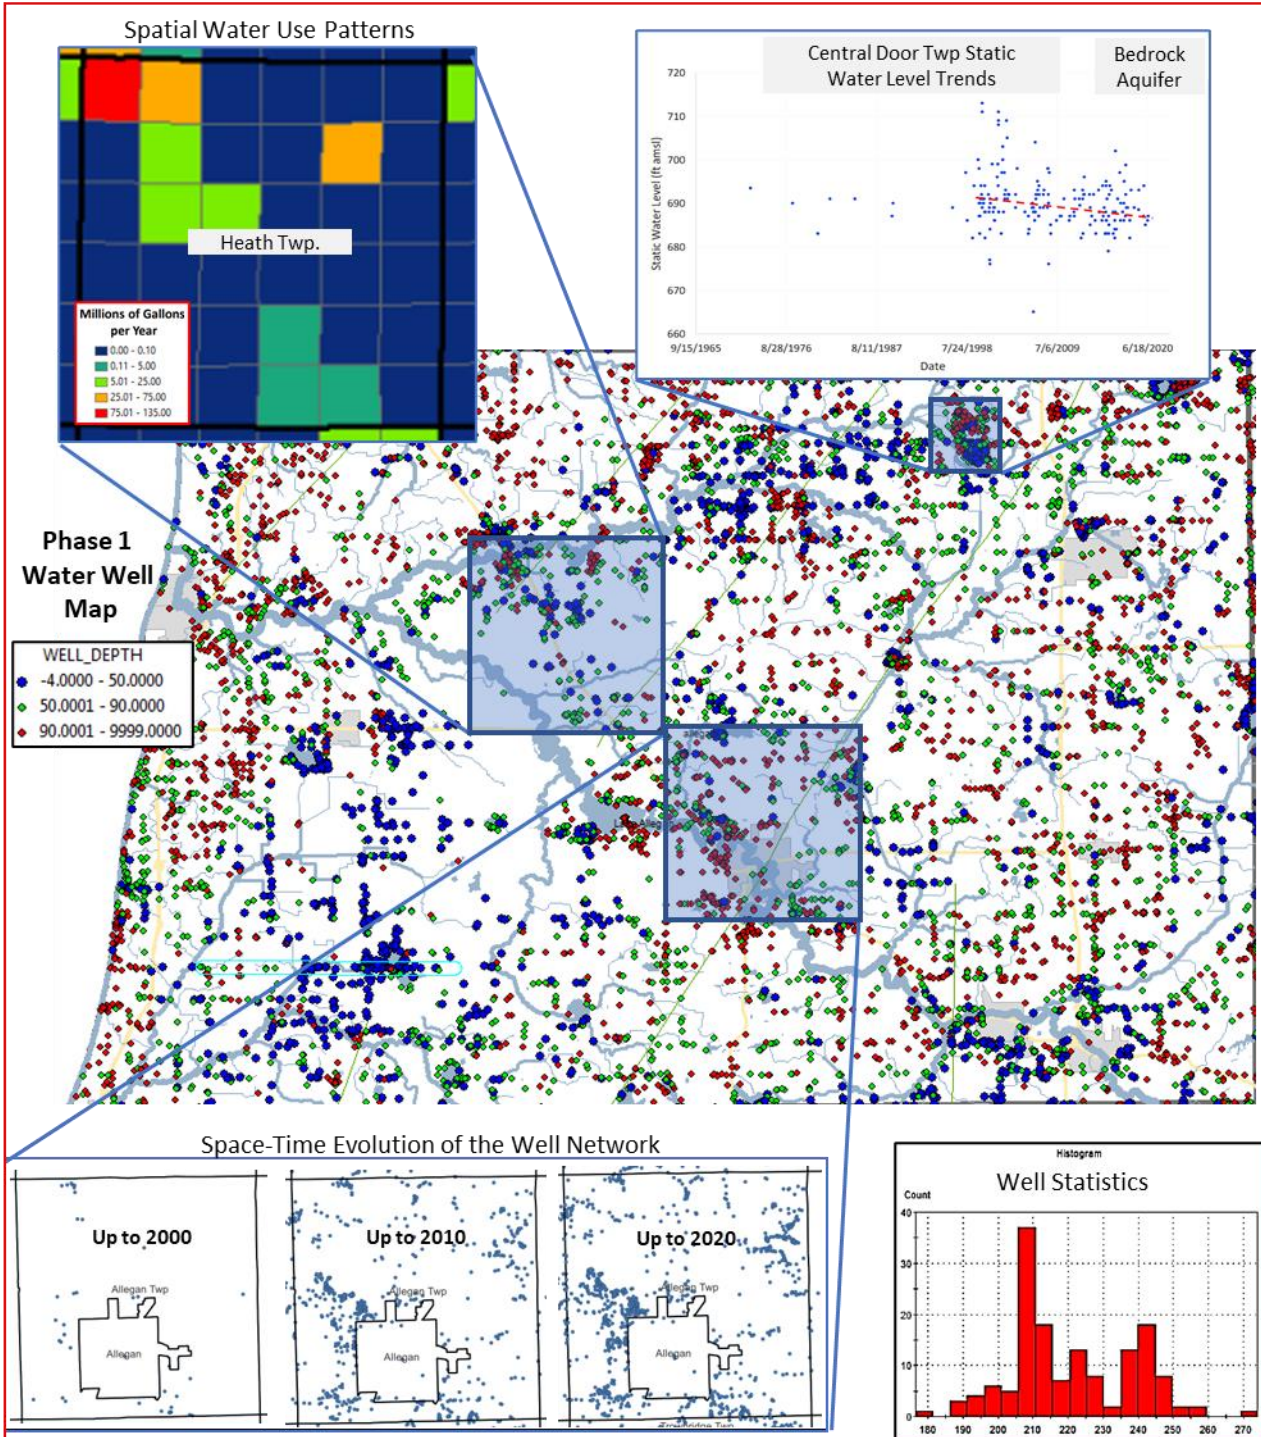 Spatial Water Use Patterns
Heath Twp.
Millions of Gallons
per Year
0.00 - 0.10
0.11 - 5.00
5.01 - 25.00
25.01 - 75.00
75.01 - 135.00
Central Door Twp Static
Water Level Trends
Bedrock
Aquifer
Static Water Level (ft amsl)
720
710
700
690
680
670
660
9/15/1965
8/28/1976
8/11/1987
7/24/1998
7/6/2009
6/18/2020
Date
Phase 1
Water Well
Map
WELL_DEPTH
-4.0000 - 50.0000
50.0001 - 90.0000
90.0001 - 9999.0000
Space-Time Evolution of the Well Network
Up to 2000
Allegan Twp
Allegan
Up to 2010
Allegan Twp
Allegan
Up to 2020
Allegan Twp
Allegan
Histogram
Well Statistics
Count
40
30
20
10
0
180
190
200
210
220
230
240
250
260
270